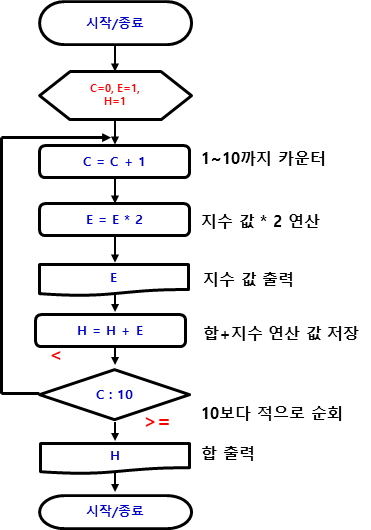 시작/종료
C=0, E=1,
H=1
C = C + 1
1~10까지 카운터
E = E * 2
지수 값 * 2 연산
E
지수 값 출력
H = H + E
합+지수 연산 값 저장
<
C : 10
10보다 적으로 순회
>=
H
합 출력
시작/종료